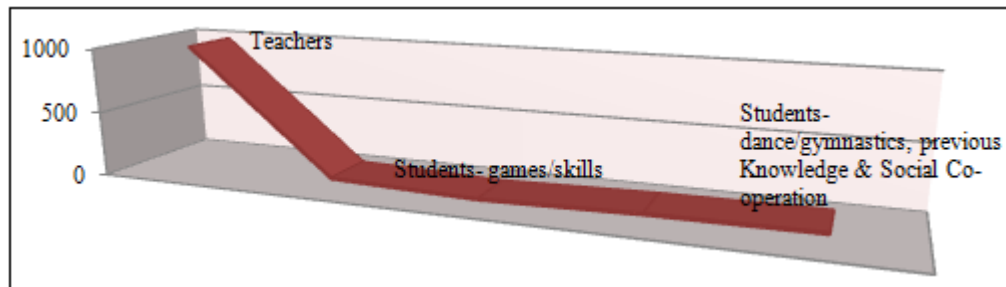 1000
Teachers
500
Students-
dance/gymnastics, previous
Students- games/skills
Knowledge & Social Co-
operation
0